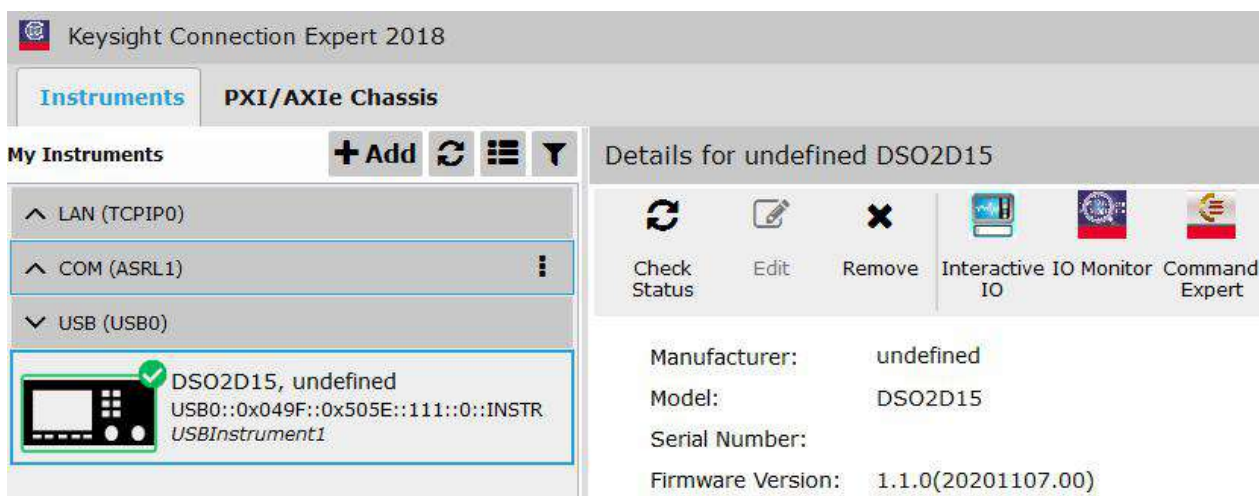 Keysight Connection Expert 2018
Instruments PXI/AXIe Chassis
My Instruments
Add
LAN (TCPIP0)
COM (ASRL1)
USB (USB0)
DSO2D15, undefined
USB0::0x049F::0x505E::111::0::INSTR
USBInstrument1
Details for undefined DSO2D15
Check Status
Edit
Remove
Interactive IO
IO Monitor
Command Expert
Manufacturer: undefined
Model: DSO2D15
Serial Number:
Firmware Version: 1.1.0(20201107.00)